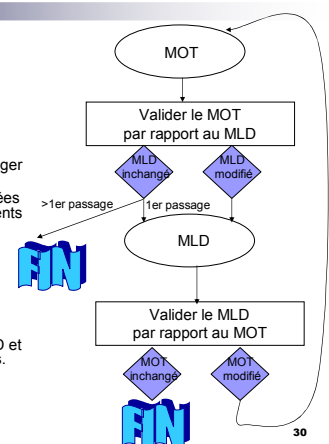 MOT
Valider le MOT
par rapport au MLD
ger
MLD
inchangé
MLD
modifié
ées
ents
>1er passage
1er passage
FIN
MLD
Valider le MLD
par rapport au MOT
D et
s.
MOT
inchangé
MOT
modifié
FIN
30